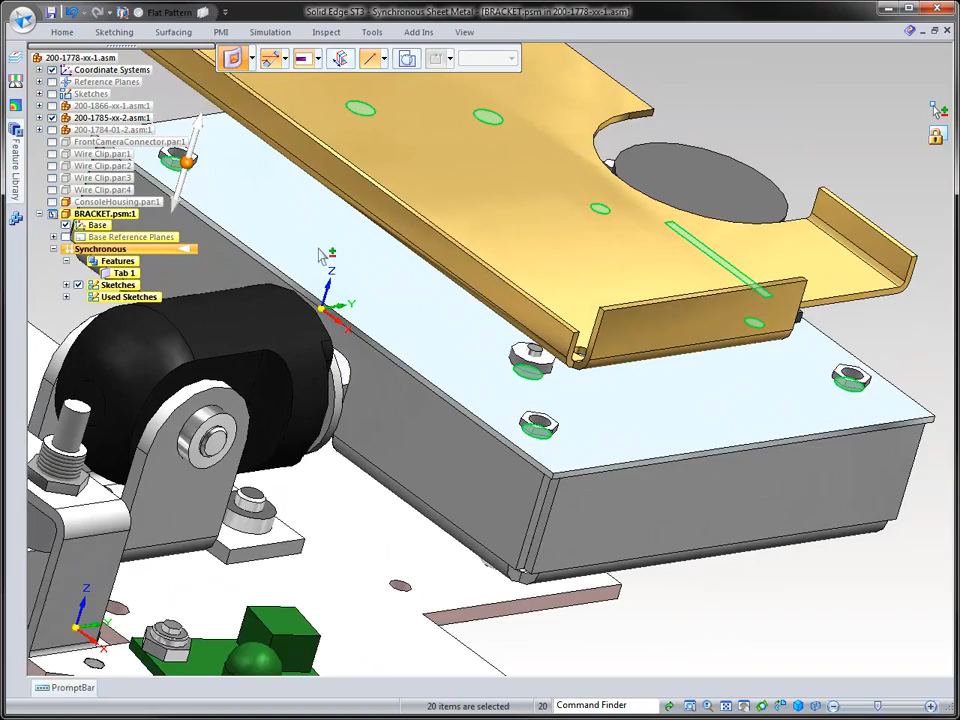 Flat Pattern
Solid Edge ST3 - Synchronous Sheet Metal - [BRACKET.psm in 200-1778-xx-1.asm]
Home Sketching Surfacing PMI Simulation Inspect Tools Add Ins View
200-1778-xx-1.asm
Coordinate Systems
Reference Planes
Sketches
200-1866-xx-1.asm:1
200-1785-xx-2.asm:1
200-1784-01-2.asm:1
FrontCameraConnector.par:1
Wire Clip.par:1
Wire Clip.par:2
Wire Clip.par:3
Wire Clip.par:4
ConsoleHousing.par:1
BRACKET.psm:1
Base
Base Reference Planes
Synchronous
Features
Tab 1
Sketches
Used Sketches
Feature Library
Z
Y
X
Z
Y
X
PromptBar
20 items are selected 20 Command Finder